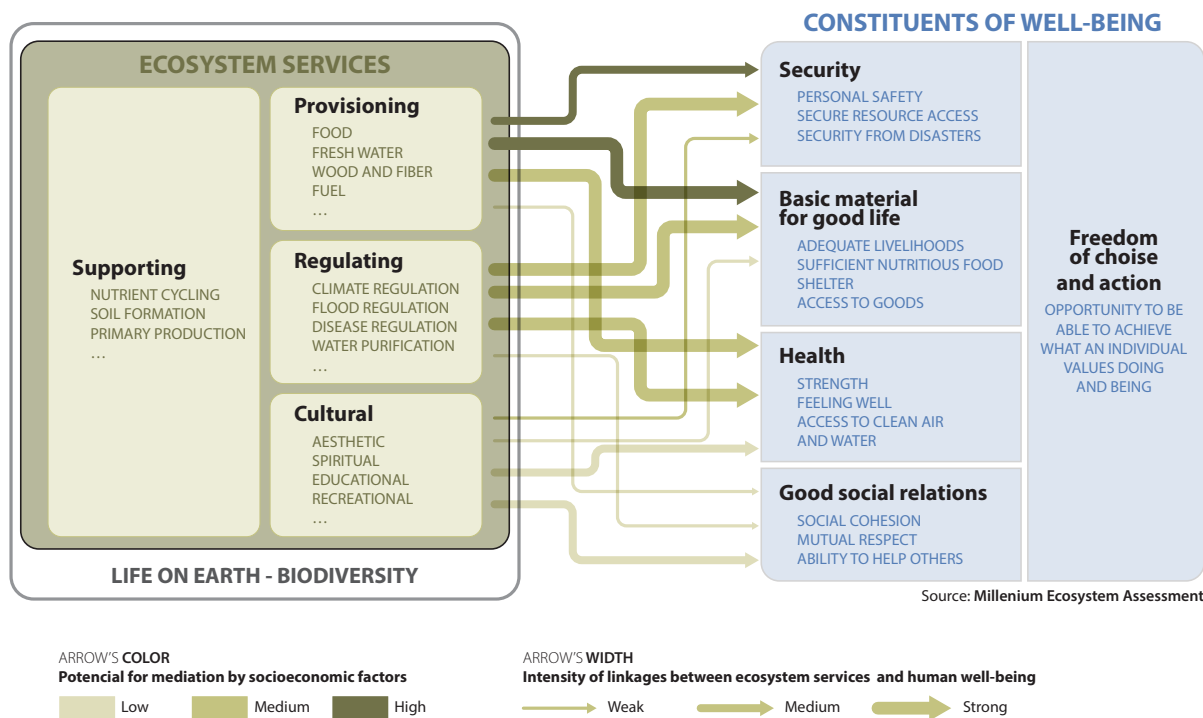 CONSTITUENTS OF WELL-BEING
ECOSYSTEM SERVICES
Supporting
NUTRIENT CYCLING
SOIL FORMATION
PRIMARY PRODUCTION
…
Provisioning
FOOD
FRESH WATER
WOOD AND FIBER
FUEL
…
Regulating
CLIMATE REGULATION
FLOOD REGULATION
DISEASE REGULATION
WATER PURIFICATION
…
Cultural
AESTHETIC
SPIRITUAL
EDUCATIONAL
RECREATIONAL
…
LIFE ON EARTH - BIODIVERSITY
Security
PERSONAL SAFETY
SECURE RESOURCE ACCESS
SECURITY FROM DISASTERS
Basic material
for good life
ADEQUATE LIVELIHOODS
SUFFICIENT NUTRITIOUS FOOD
SHELTER
ACCESS TO GOODS
Health
STRENGTH
FEELING WELL
ACCESS TO CLEAN AIR
AND WATER
Good social relations
SOCIAL COHESION
MUTUAL RESPECT
ABILITY TO HELP OTHERS
Freedom
of choise
and action
OPPORTUNITY TO BE
ABLE TO ACHIEVE
WHAT AN INDIVIDUAL
VALUES DOING
AND BEING
Source: Millenium Ecosystem Assessment
ARROW'S COLOR
Potencial for mediation by socioeconomic factors
Low
Medium
High
ARROW'S WIDTH
Intensity of linkages between ecosystem services and human well-being
Weak
Medium
Strong